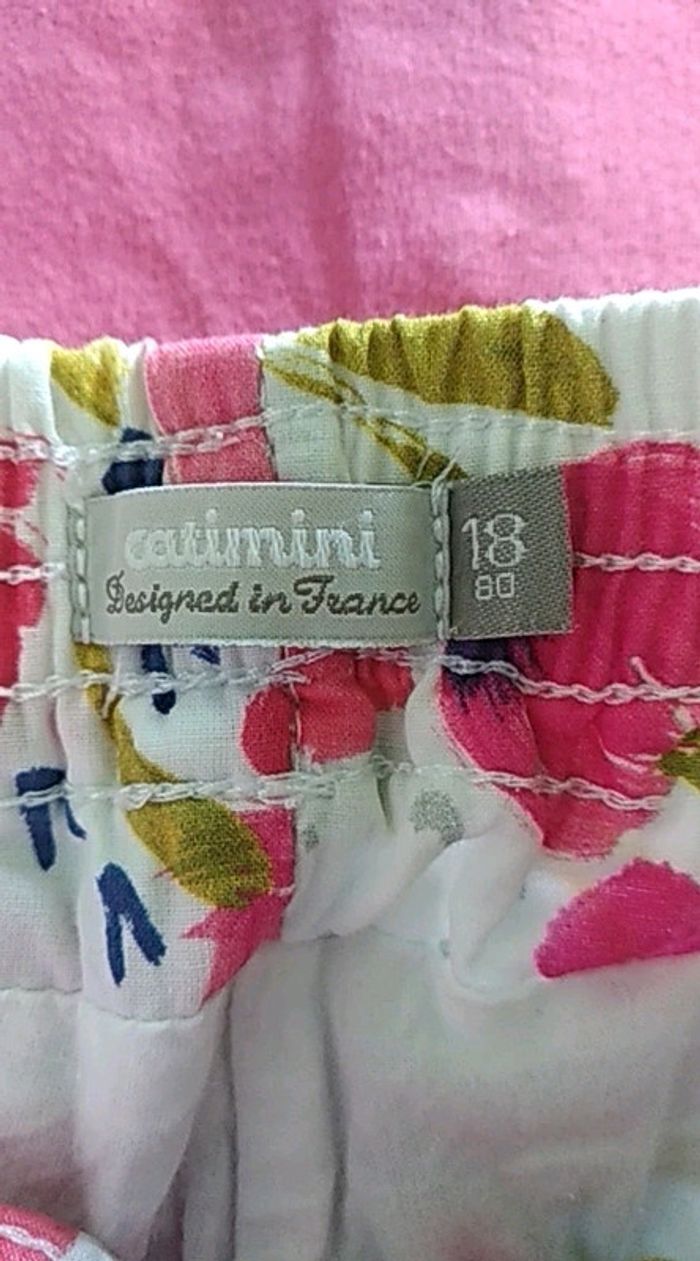 catimini
Designed in France
18
80